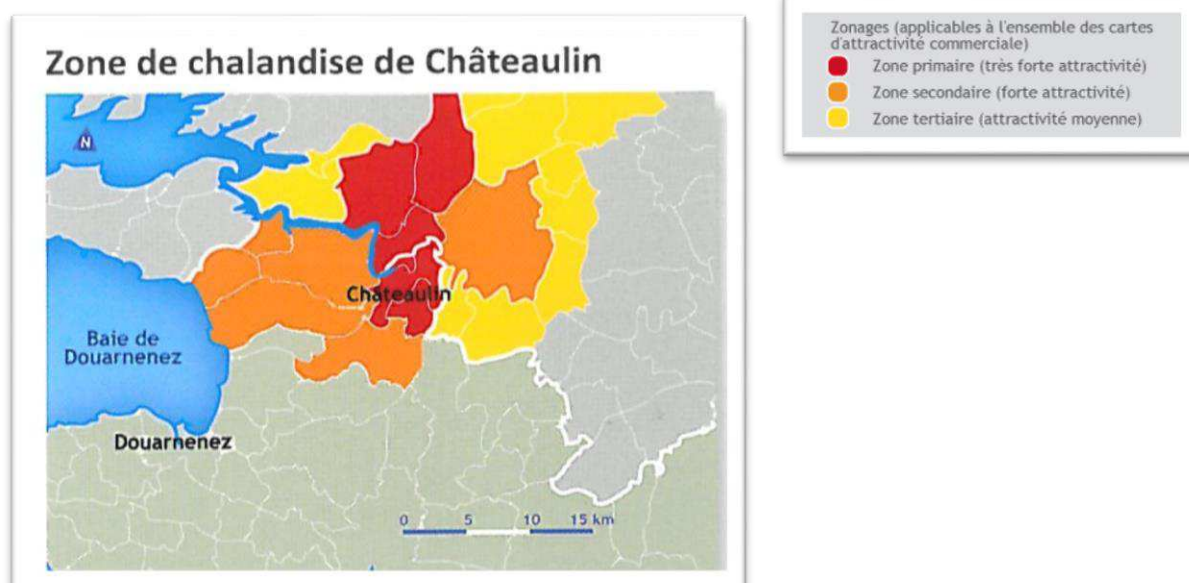 Zone de chalandise de Châteaulin
N
Châteaulin
Baie de
Douarnenez
Douarnenez
0 5 10 15 km
Zonages (applicables à l'ensemble des cartes
d'attractivité commerciale)
Zone primaire (très forte attractivité)
Zone secondaire (forte attractivité)
Zone tertiaire (attractivité moyenne)